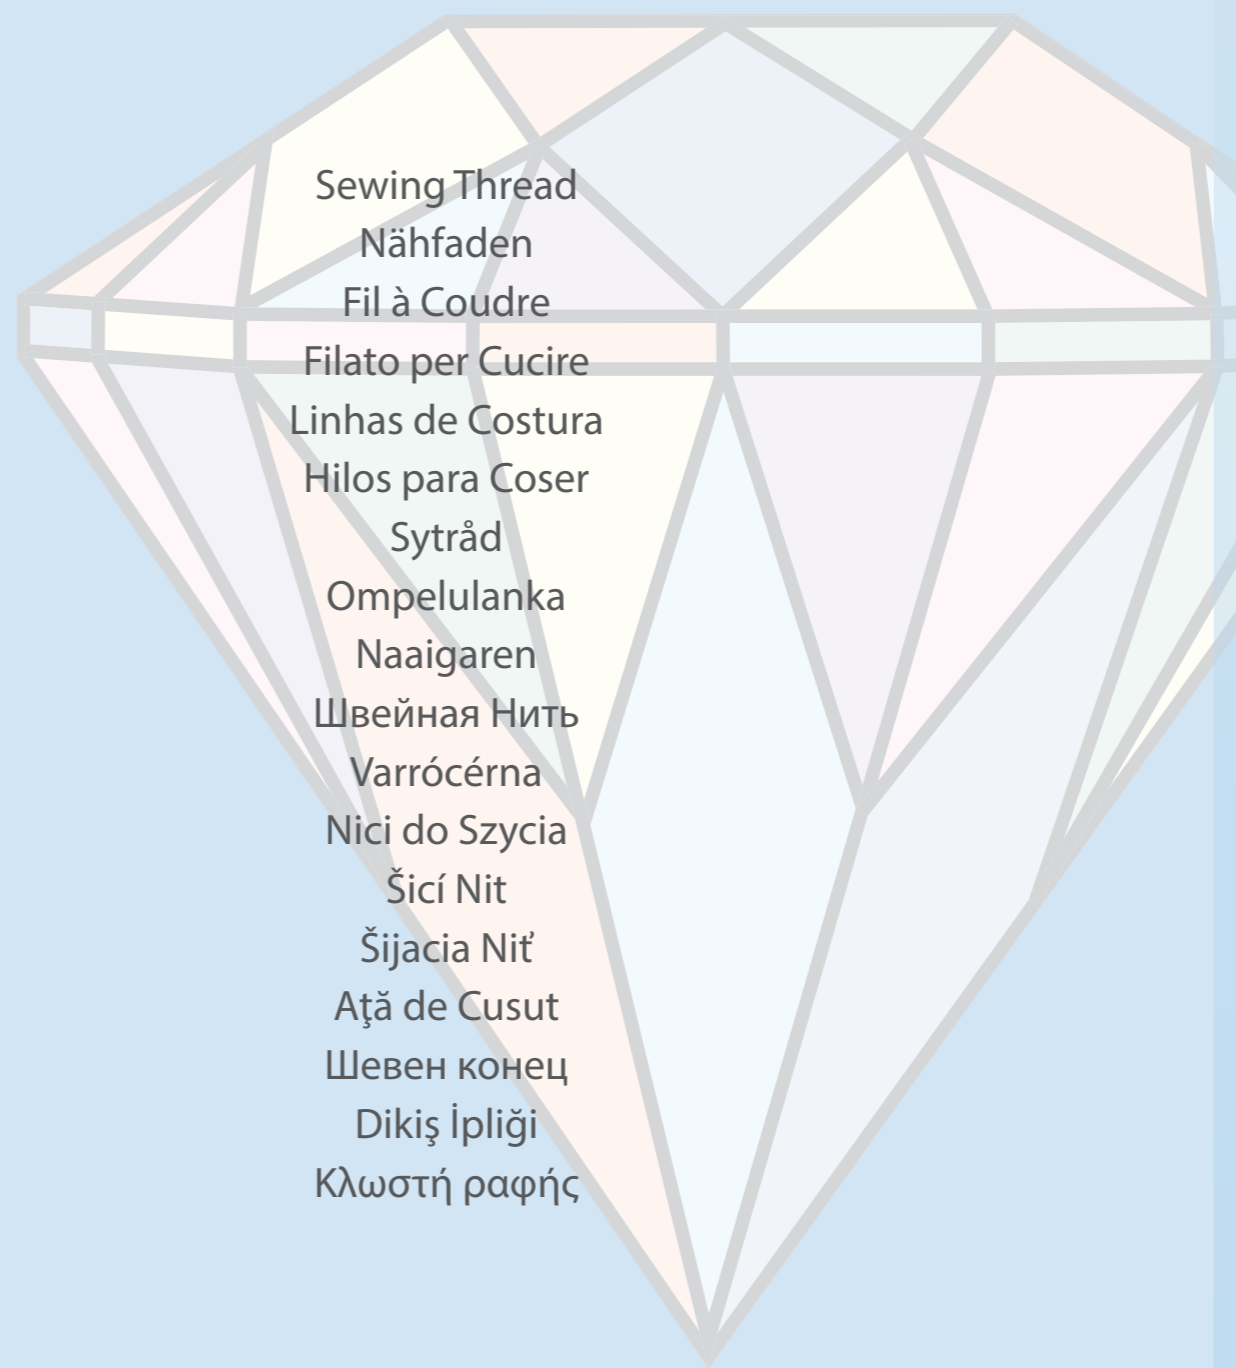 Sewing Thread
Nähfaden
Fil à Coudre
Filato per Cucire
Linhas de Costura
Hilos para Coser
Sytråd
Ompelulanka
Naaigaren
Швейная Нить
Varrócérna
Nici do Szycia
Šicí Nit
Šijacia Niť
Aţă de Cusut
Шевен конец
Dikiş İpliği
Κλωστή ραφής